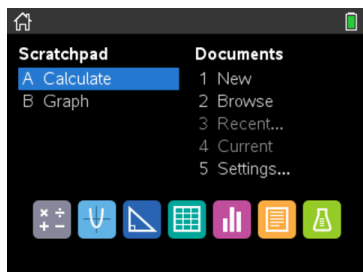 Scratchpad
A Calculate
B Graph
Documents
1 New
2 Browse
3 Recent...
4 Current
5 Settings...